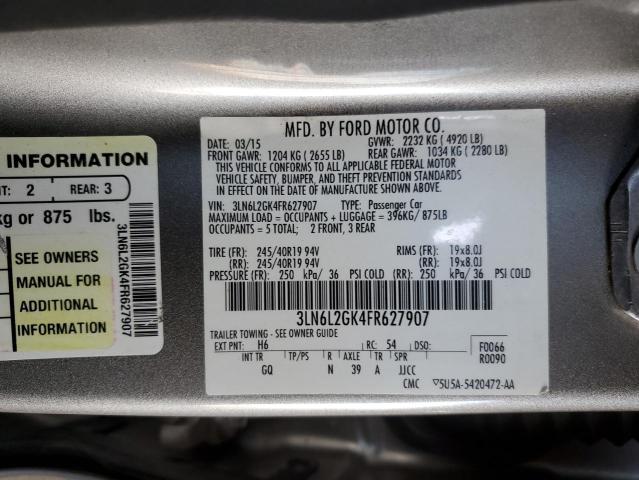 INFORMATION
NT: 2 REAR: 3
kg or 875 lbs.
SEE OWNERS
MANUAL FOR
ADDITIONAL
INFORMATION
3LN6L2GK4FR627907
MFD. BY FORD MOTOR CO.
DATE: 03/15 GVWR: 2232 KG ( 4920 LB)
FRONT GAWR: 1204 KG ( 2655 LB) REAR GAWR: 1034 KG ( 2280 LB)
THIS VEHICLE CONFORMS TO ALL APPLICABLE FEDERAL MOTOR
VEHICLE SAFETY, BUMPER, AND THEFT PREVENTION STANDARDS
IN EFFECT ON THE DATE OF MANUFACTURE SHOWN ABOVE.
VIN: 3LN6L2GK4FR627907 TYPE: Passenger Car
MAXIMUM LOAD = OCCUPANTS + LUGGAGE = 396KG/ 875LB
OCCUPANTS = 5 TOTAL; 2 FRONT, 3 REAR
TIRE (FR): 245/40R19 94V RIMS (FR): 19x8.0J
(RR): 245/40R19 94V (RR): 19x8.0J
PRESSURE (FR): 250 kPa/ 36 PSI COLD (RR): 250 kPa/ 36 PSI COLD
3LN6L2GK4FR627907
TRAILER TOWING - SEE OWNER GUIDE
EXT PNT: H6 RC: 54 DSO: F0066
R0090
INT TR TP/PS R AXLE TR SPR
GQ N 39 A JJCC
CMC 5U5A-5420472-AA